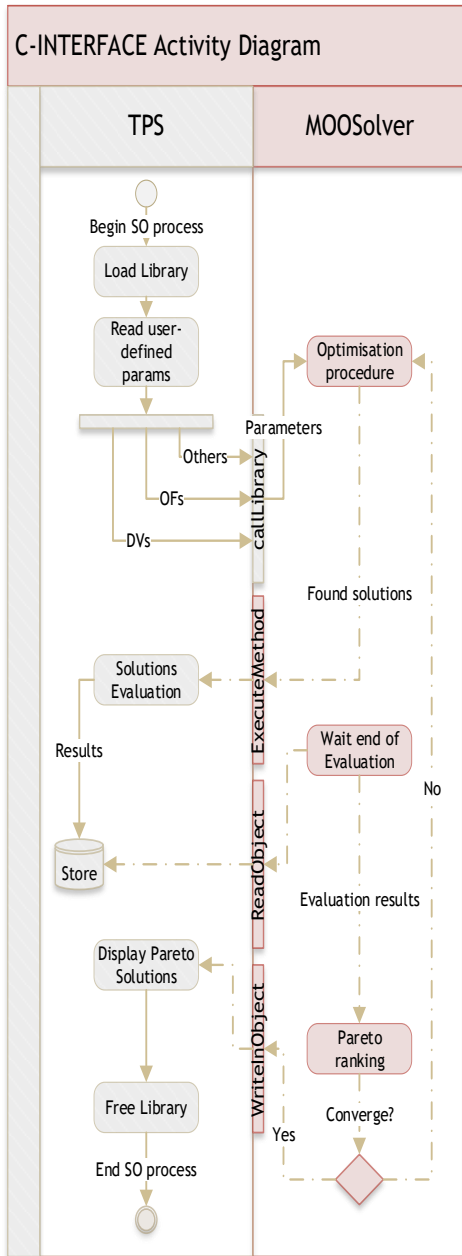 C-INTERFACE Activity Diagram
TPS
MOOSolver
Begin SO process
Load Library
Read user-
defined
params
Optimisation
procedure
Parameters
Others
OFs
DVs
callLibrary
Found solutions
ExecuteMethod
Solutions
Evaluation
Wait end of
Evaluation
Results
No
ReadObject
Store
Evaluation results
Display Pareto
Solutions
WriteInObject
Pareto
ranking
Free Library
Converge?
Yes
End SO process